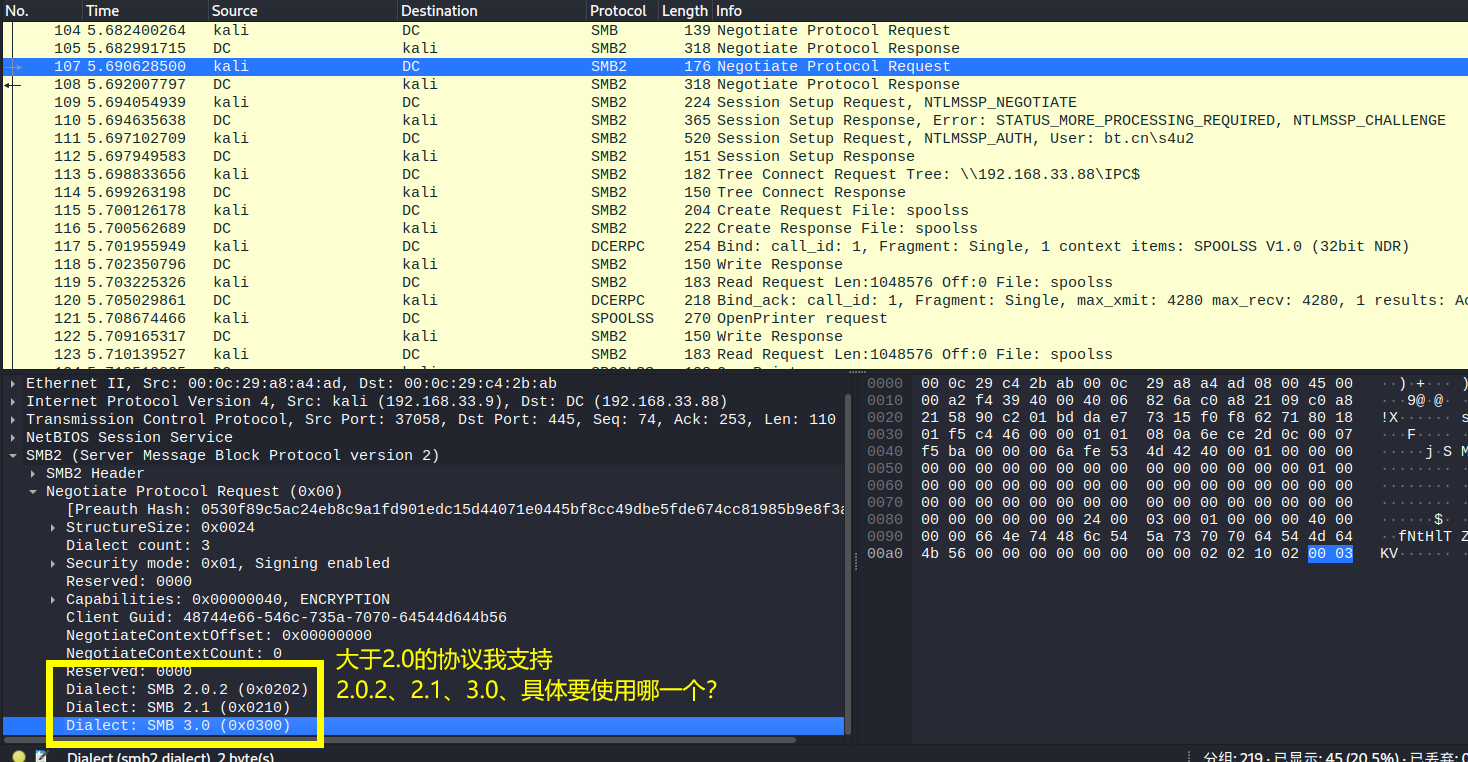 No. Time Source Destination Protocol Length Info
104 5.682400264 kali DC SMB 139 Negotiate Protocol Request
105 5.682991715 DC kali SMB2 318 Negotiate Protocol Response
107 5.690628500 kali DC SMB2 176 Negotiate Protocol Request
108 5.692007797 DC kali SMB2 318 Negotiate Protocol Response
109 5.694054939 kali DC SMB2 224 Session Setup Request, NTLMSSP_NEGOTIATE
110 5.694635638 DC kali SMB2 365 Session Setup Response, Error: STATUS_MORE_PROCESSING_REQUIRED, NTLMSSP_CHALLENGE
111 5.697102709 kali DC SMB2 520 Session Setup Request, NTLMSSP_AUTH, User: bt.cn\s4u2
112 5.697949583 DC kali SMB2 151 Session Setup Response
113 5.698833656 kali DC SMB2 182 Tree Connect Request Tree: \\192.168.33.88\IPC$
114 5.699263198 DC kali SMB2 150 Tree Connect Response
115 5.700126178 kali DC SMB2 204 Create Request File: spoolss
116 5.700562689 DC kali SMB2 222 Create Response File: spoolss
117 5.701955949 kali DC DCERPC 254 Bind: call_id: 1, Fragment: Single, 1 context items: SPOOLSS V1.0 (32bit NDR)
118 5.702350796 DC kali SMB2 150 Write Response
119 5.703225326 kali DC SMB2 183 Read Request Len:1048576 Off:0 File: spoolss
120 5.705029861 DC kali DCERPC 218 Bind_ack: call_id: 1, Fragment: Single, max_xmit: 4280 max_recv: 4280, 1 results: Ac
121 5.708674466 kali DC SPOOLSS 270 OpenPrinter request
122 5.709165317 DC kali SMB2 150 Write Response
123 5.710139527 kali DC SMB2 183 Read Request Len:1048576 Off:0 File: spoolss
Ethernet II, Src: 00:0c:29:a8:a4:ad, Dst: 00:0c:29:c4:2b:ab
Internet Protocol Version 4, Src: kali (192.168.33.9), Dst: DC (192.168.33.88)
Transmission Control Protocol, Src Port: 37058, Dst Port: 445, Seq: 74, Ack: 253, Len: 110
NetBIOS Session Service
SMB2 (Server Message Block Protocol version 2)
SMB2 Header
Negotiate Protocol Request (0x00)
[Preauth Hash: 0530f89c5ac24eb8c9a1fd901edc15d44071e0445bf8cc49dbe5fde674cc81985b9e8f3a
StructureSize: 0x0024
Dialect count: 3
Security mode: 0x01, Signing enabled
Reserved: 0000
Capabilities: 0x00000040, ENCRYPTION
Client Guid: 48744e66-546c-735a-7070-64544d644b56
NegotiateContextOffset: 0x00000000
NegotiateContextCount: 0
Reserved: 0000
Dialect: SMB 2.0.2 (0x0202)
Dialect: SMB 2.1 (0x0210)
Dialect: SMB 3.0 (0x0300)
大于2.0的协议我支持
2.0.2、2.1、3.0、具体要使用哪一个？
0000 00 0c 29 c4 2b ab 00 0c 29 a8 a4 ad 08 00 45 00 ··)·+··· )
0010 00 a2 f4 39 40 00 40 06 82 6a c0 a8 21 09 c0 a8 ···9@·@·
0020 21 58 90 c2 01 bd da e7 73 15 f0 f8 62 71 80 18 !X······ s
0030 01 f5 c4 46 00 00 01 01 08 0a 6e ce 2d 0c 00 07 ···F····
0040 f5 ba 00 00 00 6a fe 53 4d 42 40 00 01 00 00 00 ·····j·S M
0050 00 00 00 00 00 00 00 00 00 00 00 00 00 00 01 00 ········
0060 00 00 00 00 00 00 00 00 00 00 00 00 00 00 00 00 ········
0070 00 00 00 00 00 00 00 00 00 00 00 00 00 00 00 00 ········
0080 00 00 00 00 00 00 24 00 03 00 01 00 00 00 40 00 ······$·
0090 00 00 66 4e 74 48 6c 54 5a 73 70 70 64 54 4d 64 ··fNtHlT Z
00a0 4b 56 00 00 00 00 00 00 00 00 02 02 10 02 00 03 KV······
Dialect (smb2.dialect), 2 byte(s)
分组: 219 · 已显示: 45 (20.5%) · 已丢弃: 0